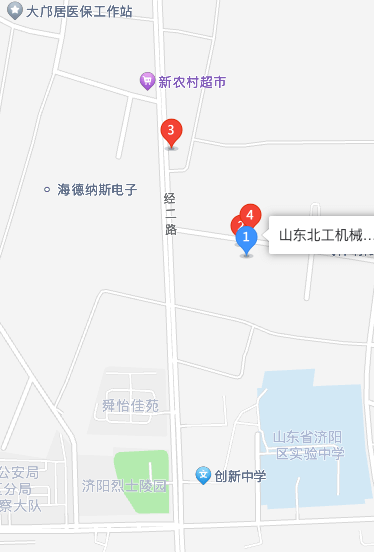 大邝居医保工作站
新农村超市
3
海德纳斯电子
经二路
4
2
1
山东北工机械...
舜怡佳苑
山东省济阳
区实验中学
公安局
分局
察大队
济阳烈士陵园
创新中学